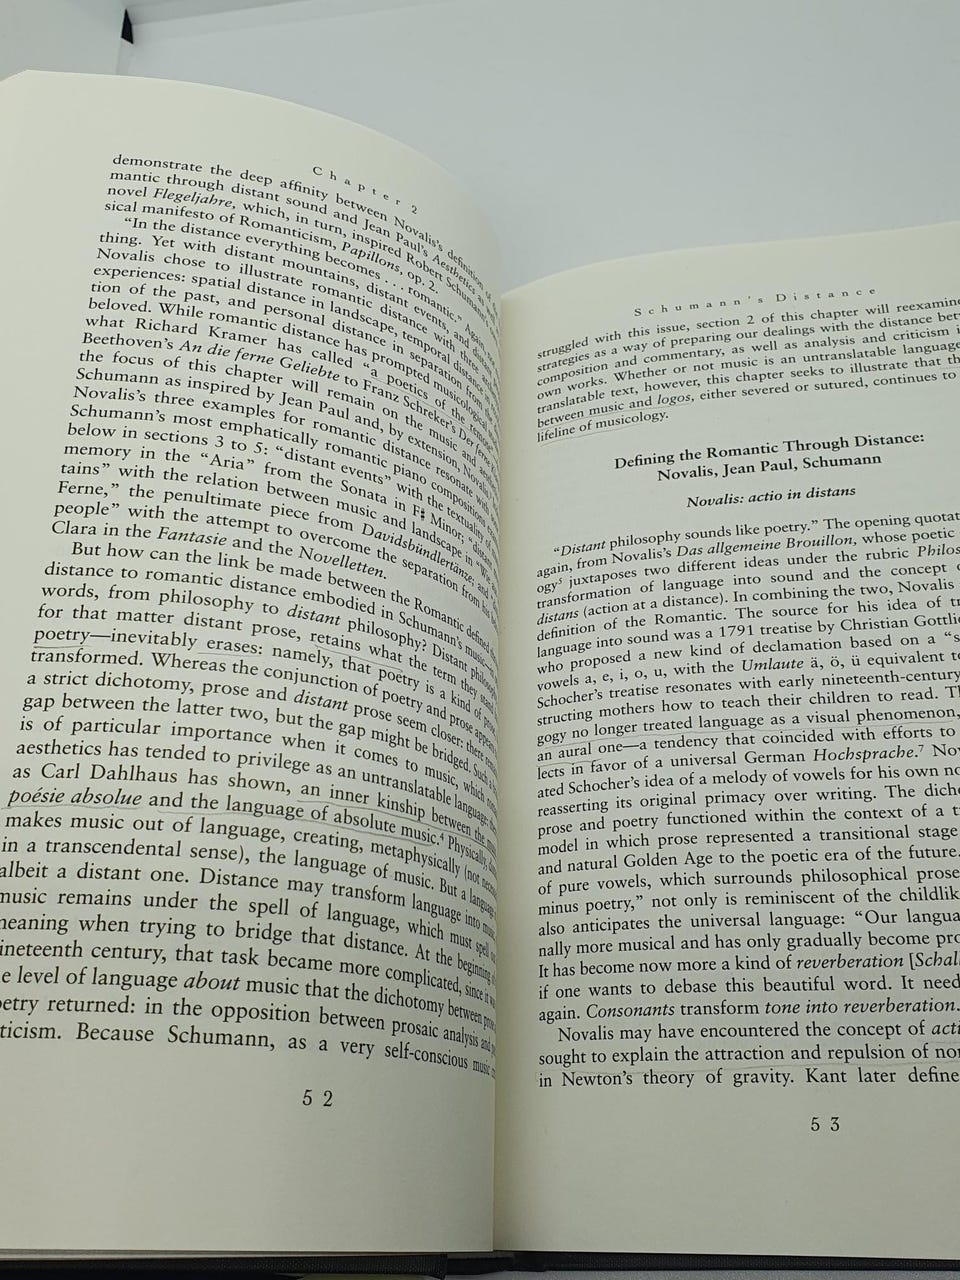 Chapter 2
demonstrate the deep affinity between Novalis's definition of
mantic through distant sound and Jean Paul's Aesthetics
novel Flegeljahre, which, in turn, inspired Robert Schumann's
sical manifesto of Romanticism, Papillons, op. 2.
"In the distance everything becomes . . . romantic." Again,
thing. Yet with distant mountains, distant events, and distant
Novalis chose to illustrate romantic distance with three
experiences: spatial distance in landscape, temporal distance
tion of the past, and personal distance in separation from the
beloved. While romantic distance has prompted musicological
what Richard Kramer has called "a poetics of the remote
Beethoven's An die ferne Geliebte to Franz Schreker's Der ferne
the focus of this chapter will remain on the music and
Schumann as inspired by Jean Paul and, by extension, Novalis.
Novalis's three examples for romantic distance resonate with
Schumann's most emphatically romantic piano compositions
below in sections 3 to 5: "distant events" with the textuality of
memory in the "Aria" from the Sonata in F♯ Minor; "distant
tains" with the relation between music and landscape in "Wie aus der
Ferne," the penultimate piece from Davidsbündlertänze; and "distant
people" with the attempt to overcome the separation from his
Clara in the Fantasie and the Novelletten.
But how can the link be made between the Romantic defined
distance to romantic distance embodied in Schumann's music
words, from philosophy to distant philosophy? Distant
for that matter distant prose, retains what the term
poetry—inevitably erases: namely, that poetry is a kind of prose
transformed. Whereas the conjunction of poetry and prose appears
a strict dichotomy, prose and distant prose seem closer: there remains
gap between the latter two, but the gap might be bridged. Such a
is of particular importance when it comes to music, which
aesthetics has tended to privilege as an untranslatable language:
as Carl Dahlhaus has shown, an inner kinship between the
poésie absolue and the language of absolute music.⁴ Physically,
makes music out of language, creating, metaphysically (not
in a transcendental sense), the language of music. But a language
albeit a distant one. Distance may transform language into music,
music remains under the spell of language, which must spell out
meaning when trying to bridge that distance. At the beginning of
nineteenth century, that task became more complicated, since it was
level of language about music that the dichotomy between prose
returned: in the opposition between prosaic analysis and
Because Schumann, as a very self-conscious music
52
Schumann's Distance
struggled with this issue, section 2 of this chapter will reexamine
strategies as a way of preparing our dealings with the distance
composition and commentary, as well as analysis and criticism
own works. Whether or not music is an untranslatable language
translatable text, however, this chapter seeks to illustrate that
between music and logos, either severed or sutured, continues to
lifeline of musicology.
Defining the Romantic Through Distance:
Novalis, Jean Paul, Schumann
Novalis: actio in distans
"Distant philosophy sounds like poetry." The opening
again, from Novalis's Das allgemeine Brouillon, whose poetic
ogy⁵ juxtaposes two different ideas under the rubric
transformation of language into sound and the concept
distans (action at a distance). In combining the two, Novalis
definition of the Romantic. The source for his idea of
language into sound was a 1791 treatise by Christian
who proposed a new kind of declamation based on a
vowels a, e, i, o, u, with the Umlaute ä, ö, ü equivalent to
Schocher's treatise resonates with early nineteenth-century
structing mothers how to teach their children to read.
gogy no longer treated language as a visual phenomenon,
an aural one—a tendency that coincided with efforts to
lects in favor of a universal German Hochsprache.⁷
ated Schocher's idea of a melody of vowels for his own
reasserting its original primacy over writing. The
prose and poetry functioned within the context of a
model in which prose represented a transitional stage
and natural Golden Age to the poetic era of the future.
of pure vowels, which surrounds philosophical prose
minus poetry," not only is reminiscent of the
also anticipates the universal language: "Our
nally more musical and has only gradually become
It has become now more a kind of reverberation
if one wants to debase this beautiful word. It
again. Consonants transform tone into reverberation.
Novalis may have encountered the concept of
sought to explain the attraction and repulsion of
in Newton's theory of gravity. Kant later
53